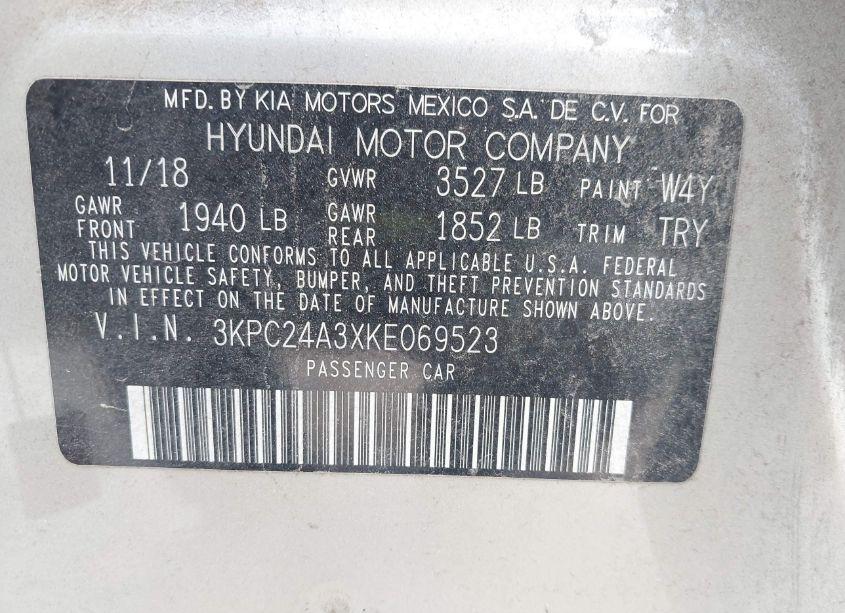 MFD. BY KIA MOTORS MEXICO S.A. DE C.V. FOR
HYUNDAI MOTOR COMPANY
11/18 GVWR 3527 LB PAINT W4Y
GAWR FRONT 1940 LB GAWR REAR 1852 LB TRIM TRY
THIS VEHICLE CONFORMS TO ALL APPLICABLE U.S.A. FEDERAL
MOTOR VEHICLE SAFETY, BUMPER, AND THEFT PREVENTION STANDARDS
IN EFFECT ON THE DATE OF MANUFACTURE SHOWN ABOVE.
V.I.N. 3KPC24A3XKE069523
PASSENGER CAR